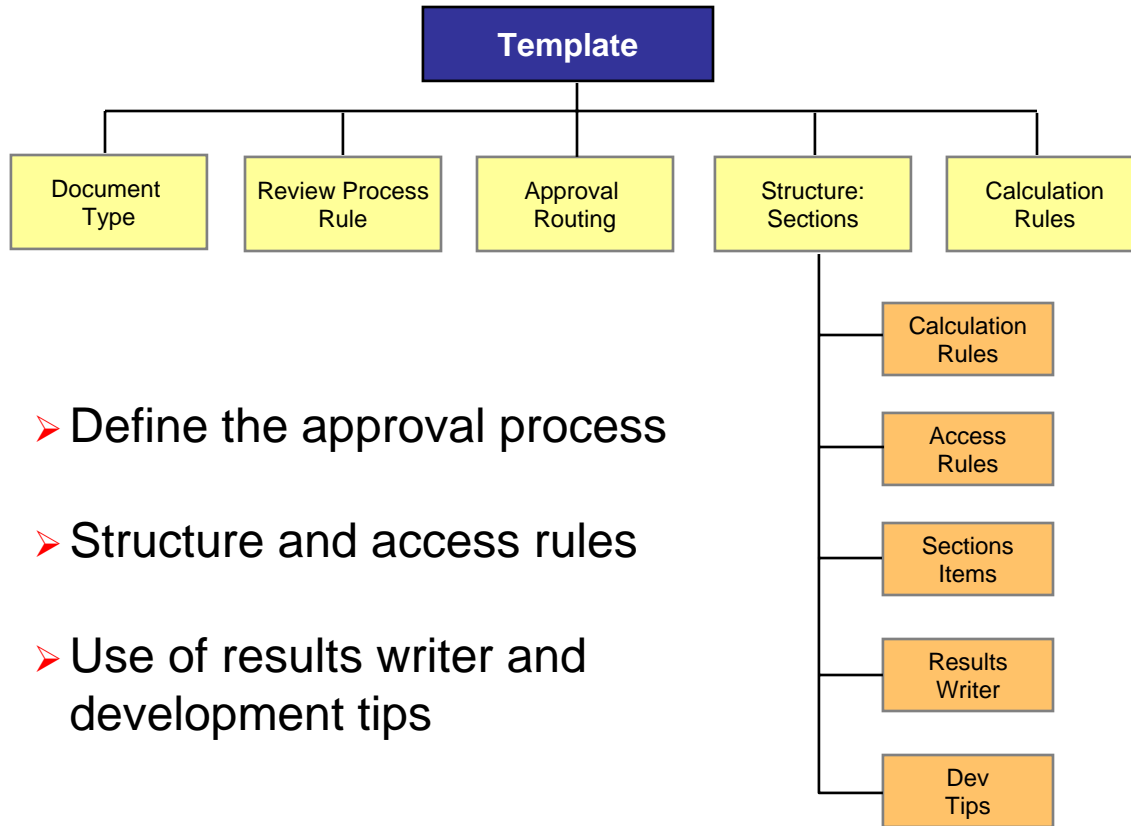 Template
Document
Type
Review Process
Rule
Approval
Routing
Structure:
Sections
Calculation
Rules
Calculation
Rules
Access
Rules
Sections
Items
Results
Writer
Dev
Tips
➢ Define the approval process
➢ Structure and access rules
➢ Use of results writer and
development tips